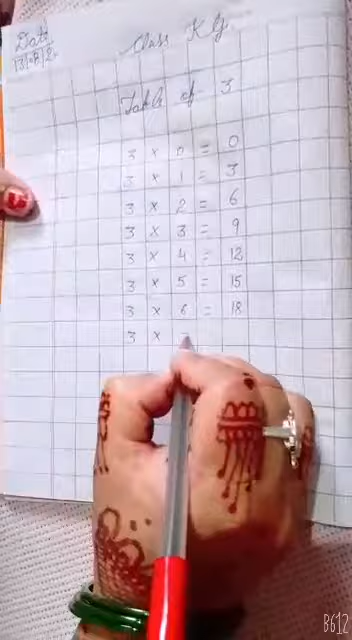 Date
Class K.g.
Table of 3
3 × 0 = 0
3 × 1 = 3
3 × 2 = 6
3 × 3 = 9
3 × 4 = 12
3 × 5 = 15
3 × 6 = 18
3 ×
B612